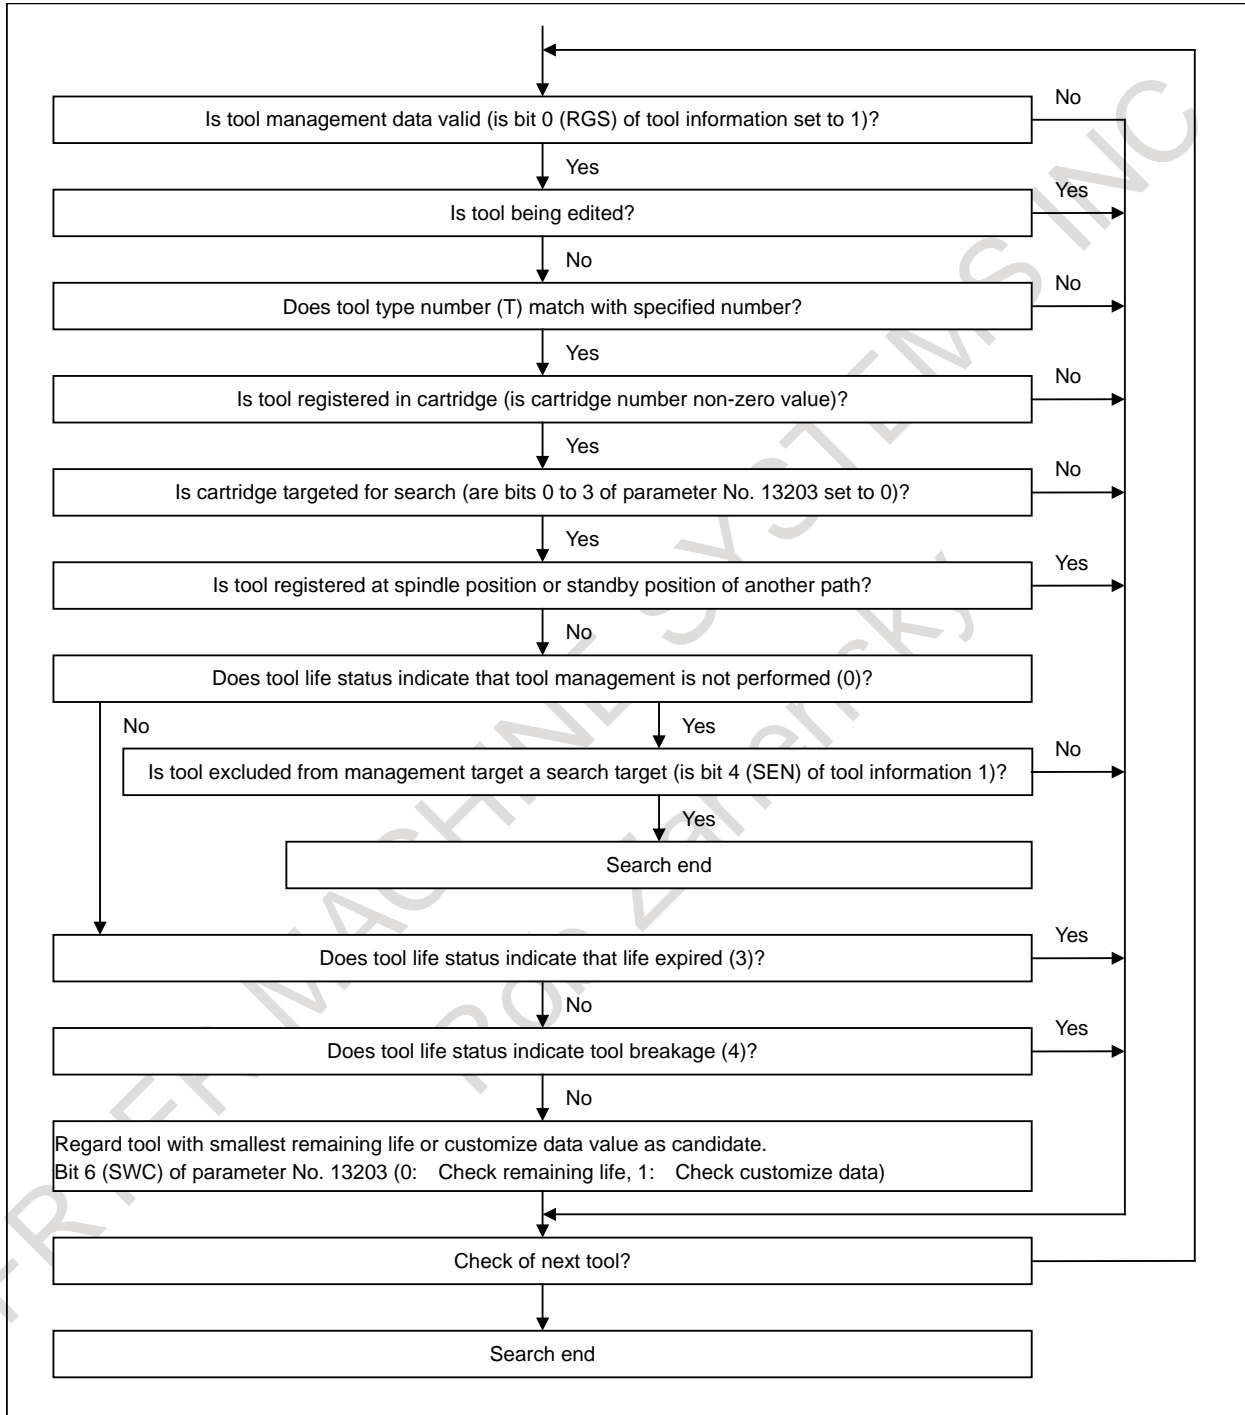 Is tool management data valid (is bit 0 (RGS) of tool information set to 1)?
No
Yes
Is tool being edited?
Yes
No
Does tool type number (T) match with specified number?
No
Yes
Is tool registered in cartridge (is cartridge number non-zero value)?
No
Yes
Is cartridge targeted for search (are bits 0 to 3 of parameter No. 13203 set to 0)?
No
Yes
Is tool registered at spindle position or standby position of another path?
Yes
No
Does tool life status indicate that tool management is not performed (0)?
No
Yes
Is tool excluded from management target a search target (is bit 4 (SEN) of tool information 1)?
No
Yes
Search end
Does tool life status indicate that life expired (3)?
Yes
No
Does tool life status indicate tool breakage (4)?
Yes
No
Regard tool with smallest remaining life or customize data value as candidate.
Bit 6 (SWC) of parameter No. 13203 (0: Check remaining life, 1: Check customize data)
Check of next tool?
Search end
MACHINE SYSTEMS INC